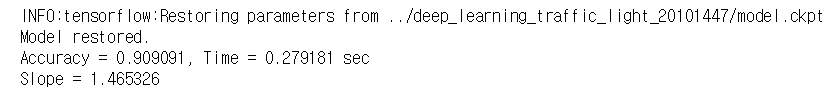 INFO:tensorflow:Restoring parameters from ../deep_learning_traffic_light_20101447/model.ckpt
Model restored.
Accuracy = 0.909091, Time = 0.279181 sec
Slope = 1.465326